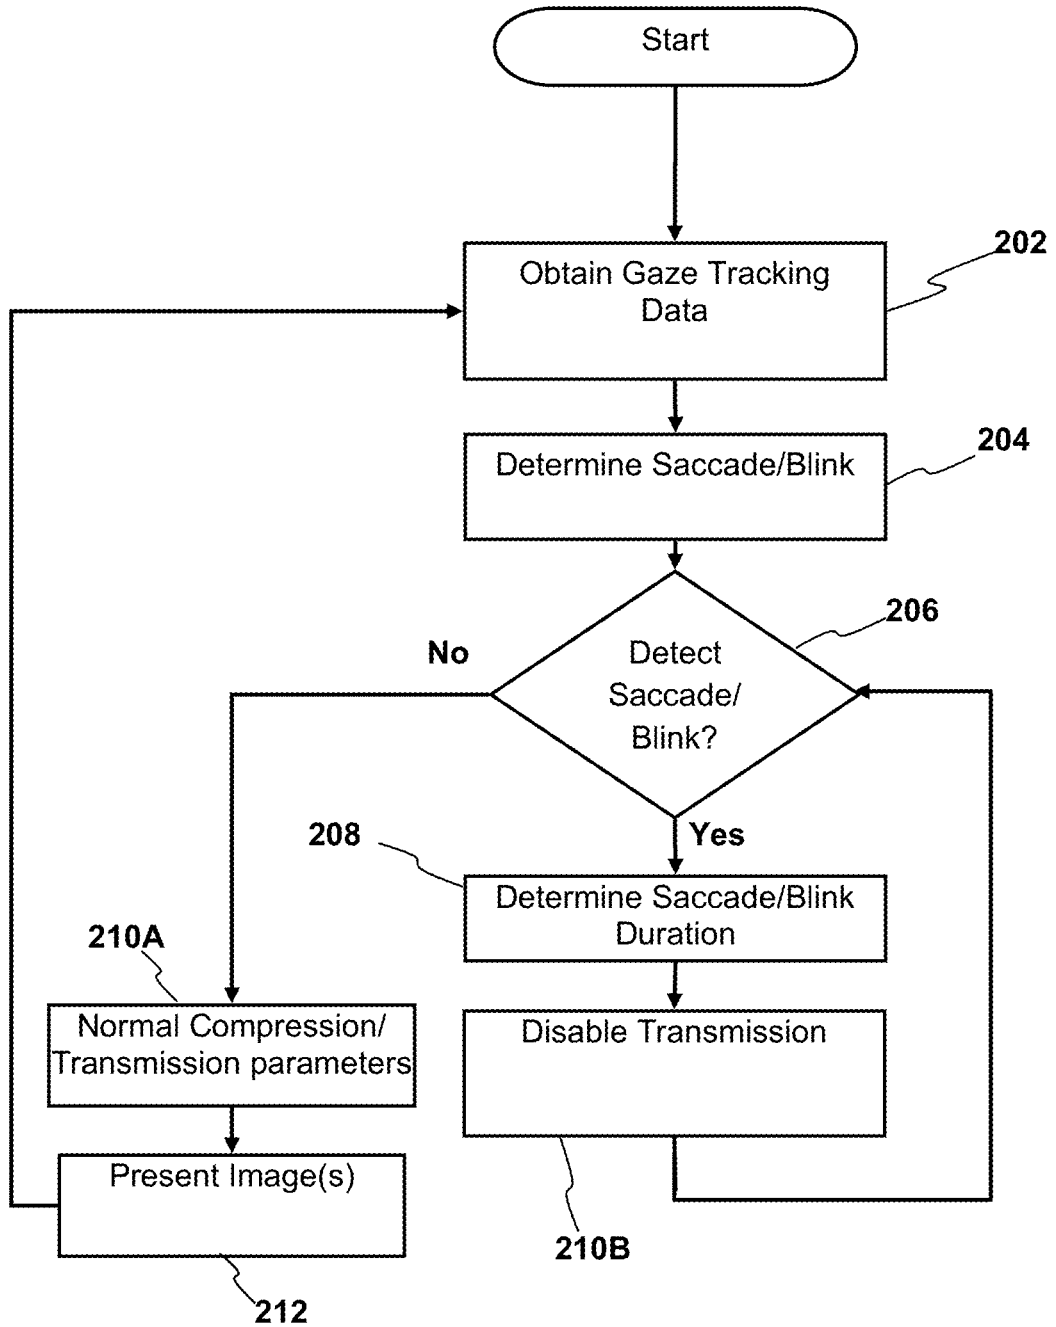 Start
202
Obtain Gaze Tracking
Data
204
Determine Saccade/Blink
206
No
Detect
Saccade/
Blink?
Yes
208
Determine Saccade/Blink
Duration
210A
Normal Compression/
Transmission parameters
Disable Transmission
Present Image(s)
210B
212